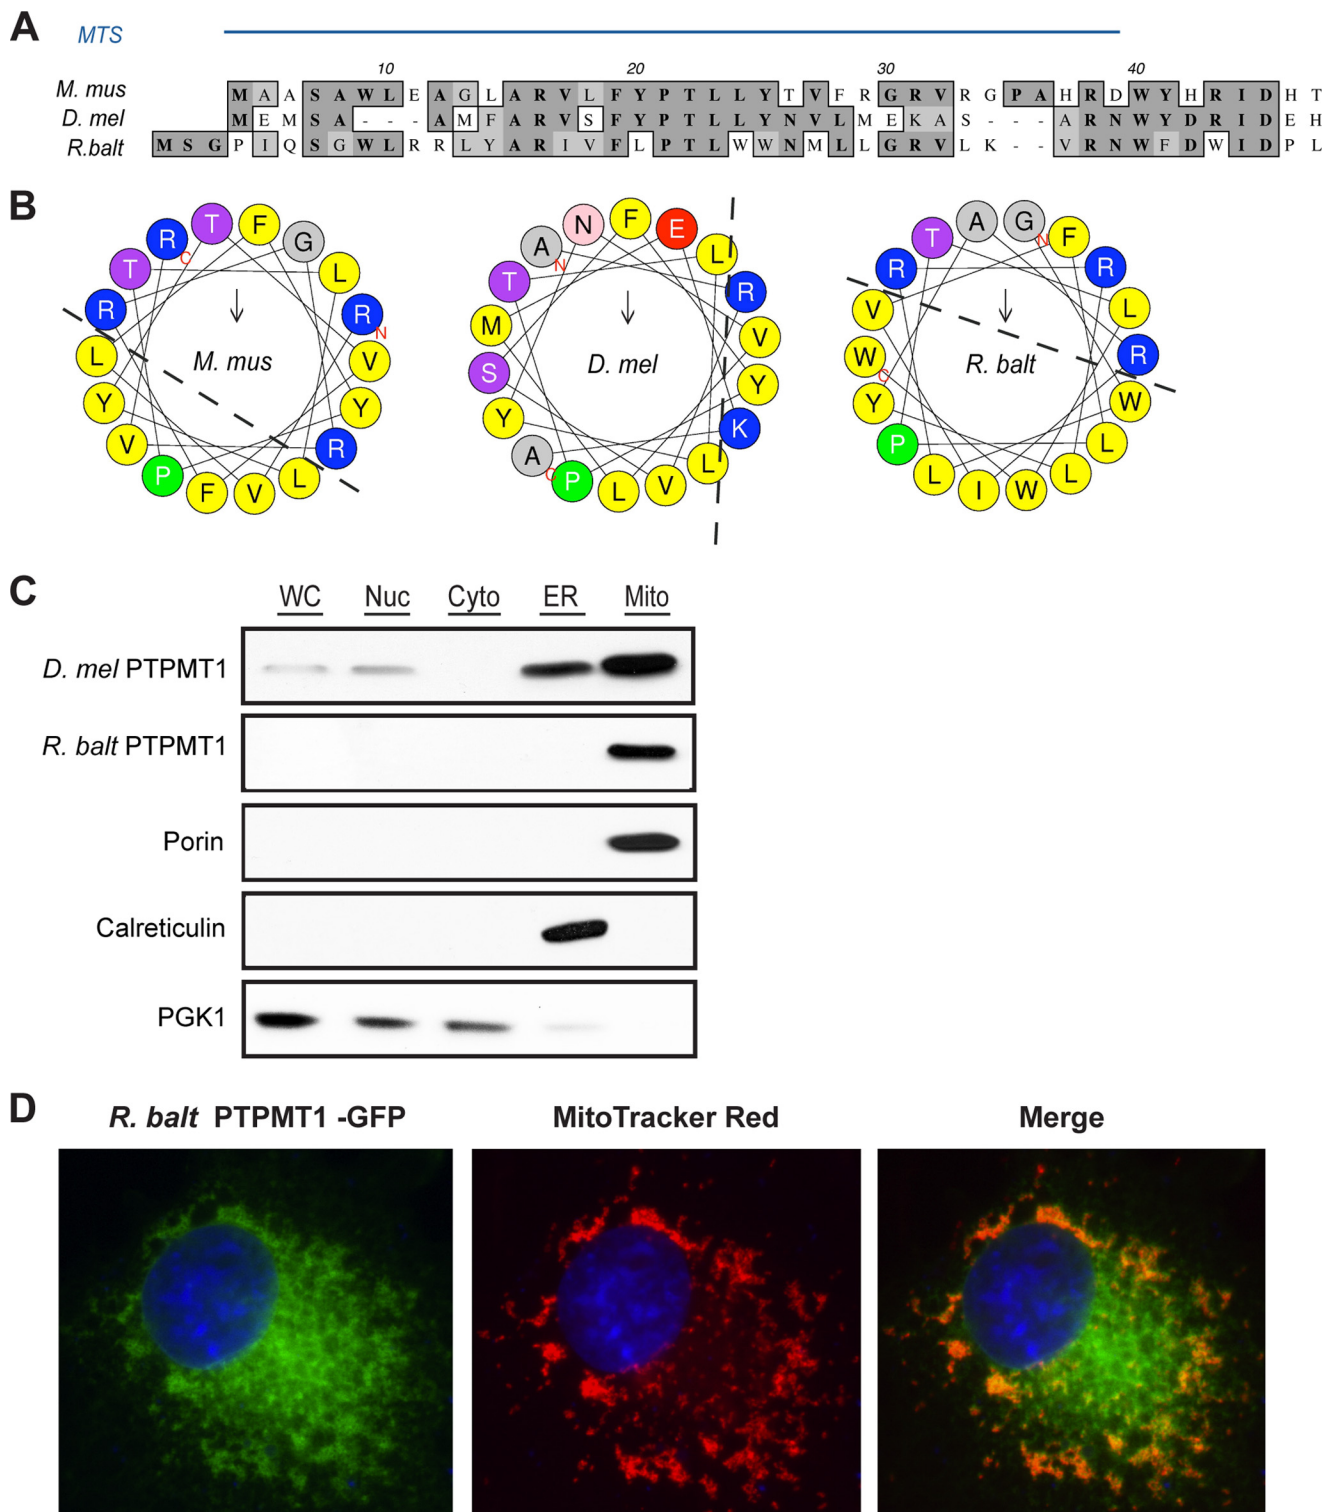 A MTS
10 20 30 40
M. mus M A A S A W L E A G L A R V L F Y P T L L Y T V F R G R V R G P A H R D W Y H R I D H T
D. mel M E M S A - - - A M F A R V S F Y P T L L Y N V L M E K A S - - - A R N W Y D R I D E H
R.balt M S G P I Q S G W L R R L Y A R I V F L P T L W W N M L L G R V L K - - V R N W F D W I D P L
B
T F G L R N V Y R L V F P V Y L R T R C
M. mus
N F E L R V Y K L V L P C A Y S M T A N
D. mel
A G N F R L R W L L W I L P Y W C V R T
R. balt
C
WC Nuc Cyto ER Mito
D. mel PTPMT1
R. balt PTPMT1
Porin
Calreticulin
PGK1
D
R. balt PTPMT1 -GFP MitoTracker Red Merge